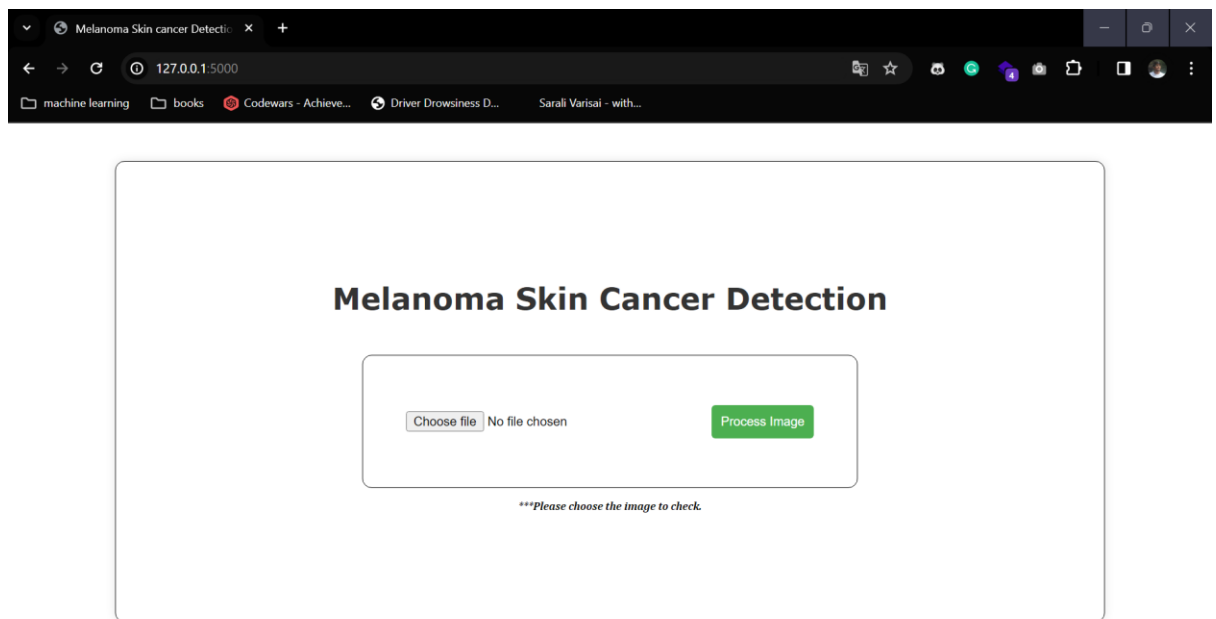 Melanoma Skin cancer Detectio
127.0.0.1:5000
4
machine learning books Codewars - Achieve... Driver Drowsiness D... Sarali Varisai - with...
Melanoma Skin Cancer Detection
Choose file No file chosen Process Image
***Please choose the image to check.